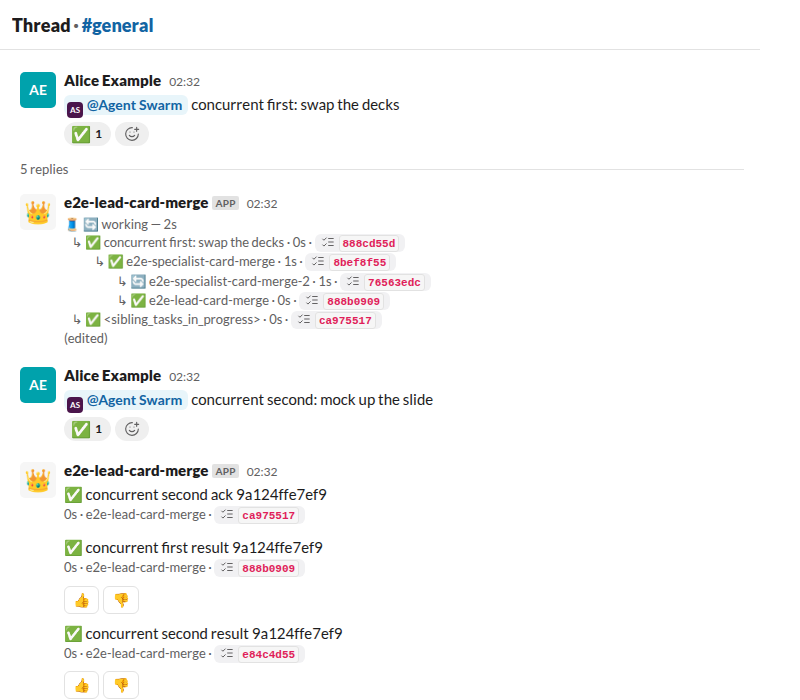 Thread • #general
AE
Alice Example 02:32
AS @Agent Swarm concurrent first: swap the decks
✅ 1
5 replies
e2e-lead-card-merge APP 02:32
🧵 🔄 working — 2s
↳ ✅ concurrent first: swap the decks · 0s · 888cd55d
↳ ✅ e2e-specialist-card-merge · 1s · 8bef8f55
↳ 🔄 e2e-specialist-card-merge-2 · 1s · 76563edc
↳ ✅ e2e-lead-card-merge · 0s · 888b0909
↳ ✅ <sibling_tasks_in_progress> · 0s · ca975517
(edited)
AE
Alice Example 02:32
AS @Agent Swarm concurrent second: mock up the slide
✅ 1
e2e-lead-card-merge APP 02:32
✅ concurrent second ack 9a124ffe7ef9
0s · e2e-lead-card-merge · ca975517
✅ concurrent first result 9a124ffe7ef9
0s · e2e-lead-card-merge · 888b0909
👍 👎
✅ concurrent second result 9a124ffe7ef9
0s · e2e-lead-card-merge · e84c4d55
👍 👎